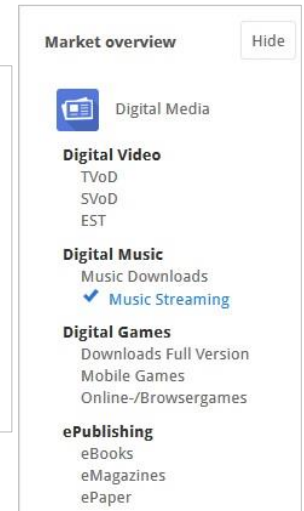 Market overview
Hide
Digital Media
Digital Video
TVoD
SVoD
EST
Digital Music
Music Downloads
Music Streaming
Digital Games
Downloads Full Version
Mobile Games
Online-/Browsergames
ePublishing
eBooks
eMagazines
ePaper